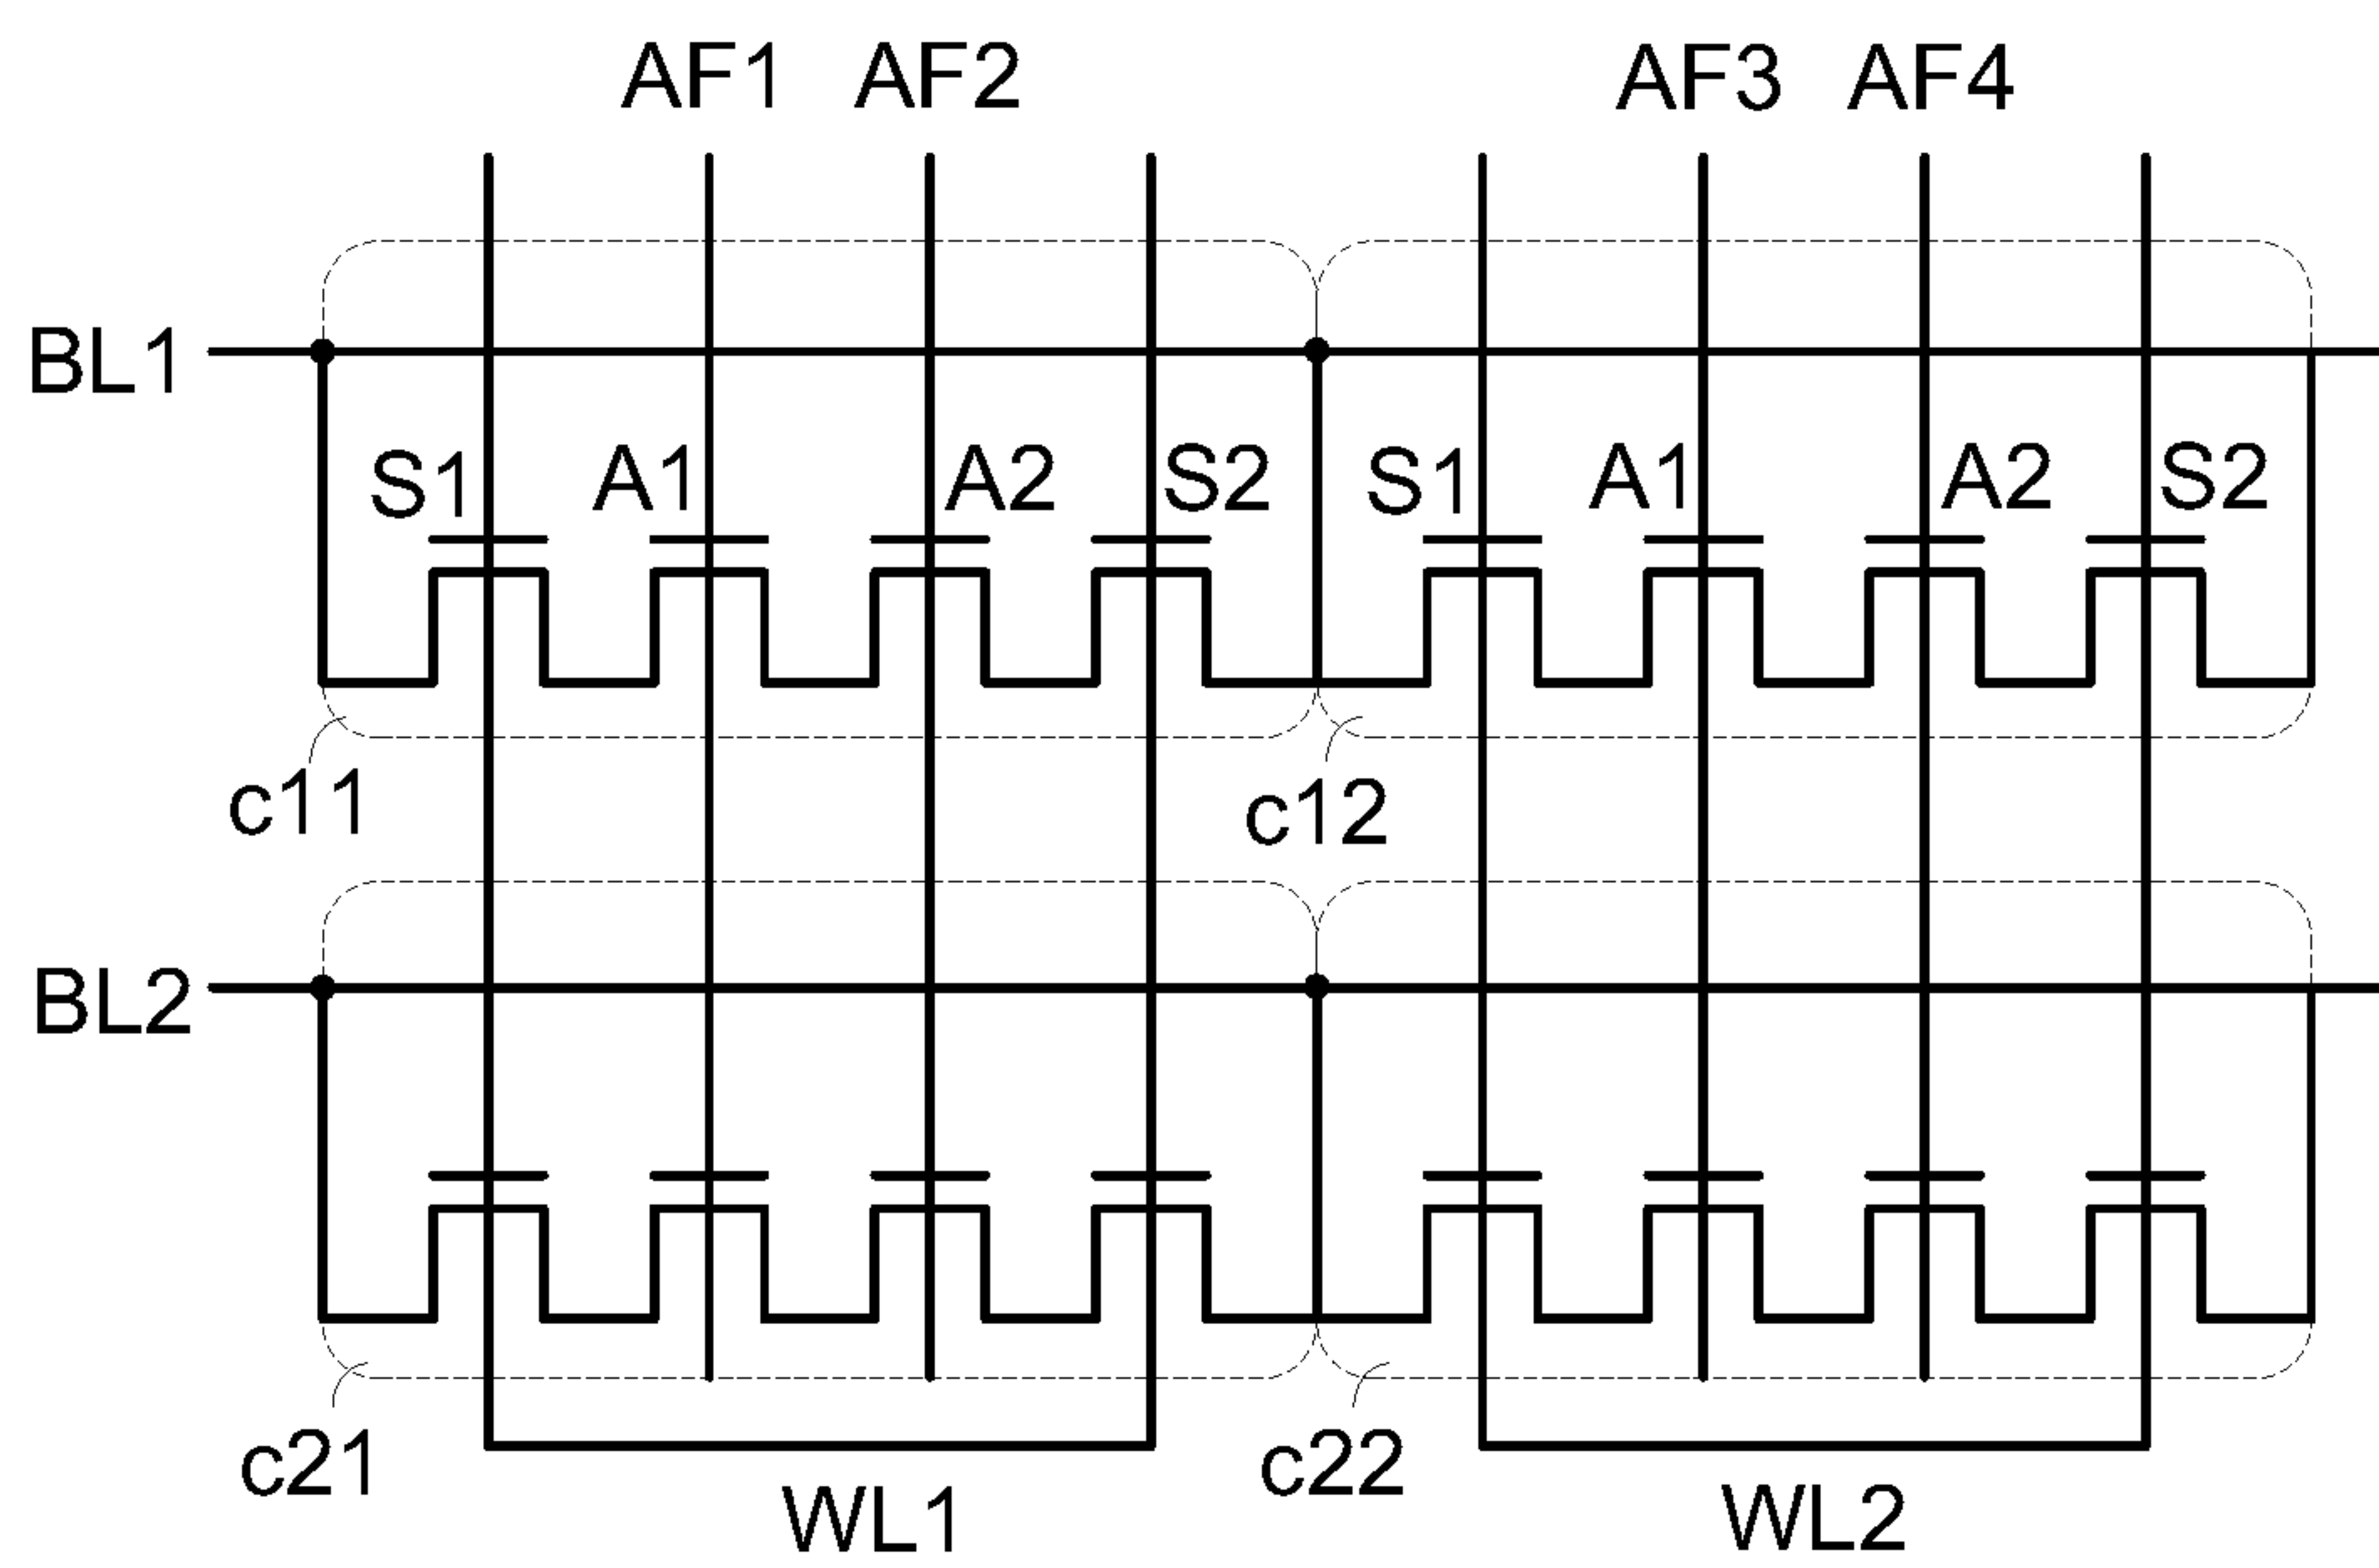 AF1 AF2 AF3 AF4
BL1
S1 A1 A2 S2 S1 A1 A2 S2
c11 c12
BL2
c21 c22
WL1 WL2